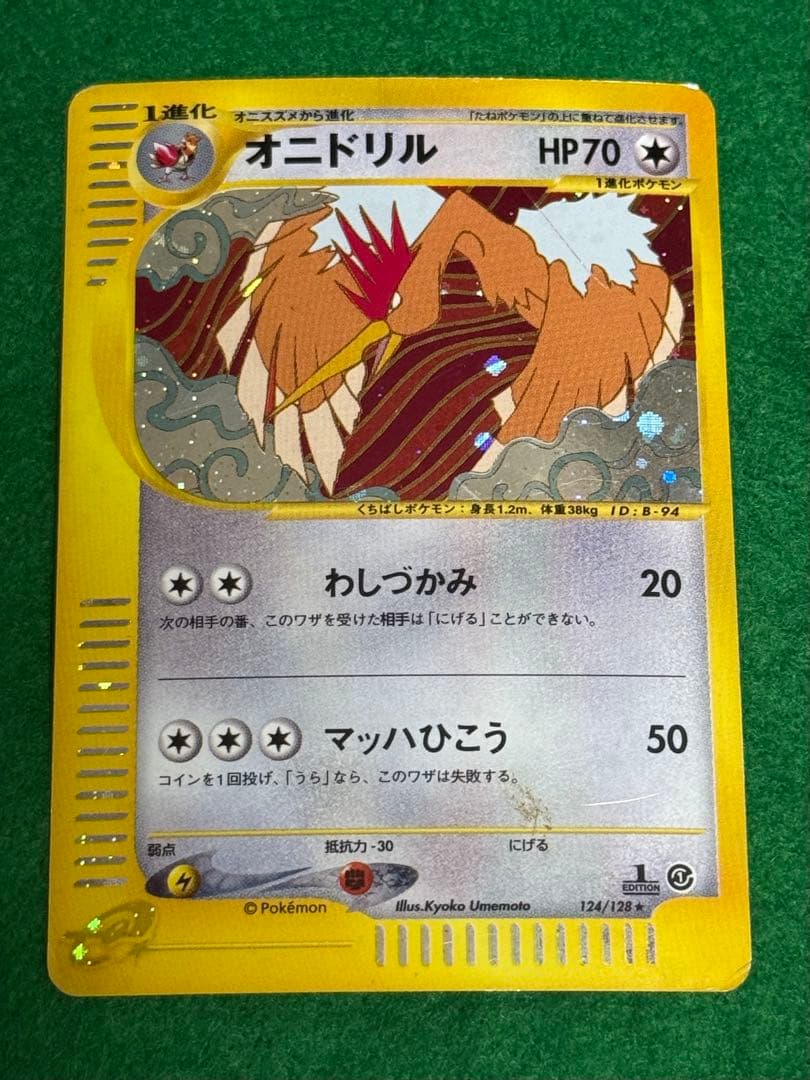 1進化 オニスズメから進化 「たねポケモン」の上に重ねて進化させます。
オニドリル HP70
1進化ポケモン
くちばしポケモン：身長1.2m、体重38kg ID:B-94
わしづかみ 20
次の相手の番、このワザを受けた相手は「にげる」ことができない。
マッハひこう 50
コインを1回投げ、「うら」なら、このワザは失敗する。
弱点 抵抗力 -30 にげる
1 EDITION
©Pokémon Illus.Kyoko Umemoto 124/128★